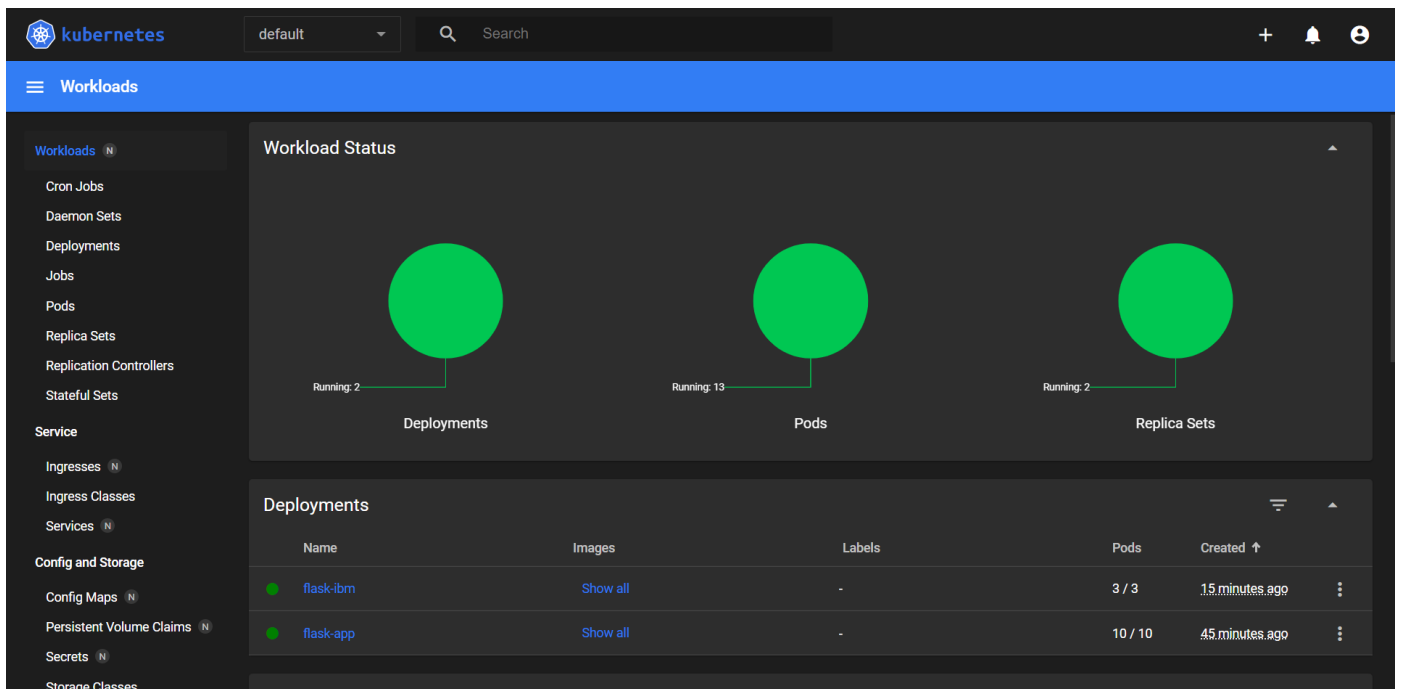 kubernetes
default
Search
Workloads
Workloads N
Cron Jobs
Daemon Sets
Deployments
Jobs
Pods
Replica Sets
Replication Controllers
Stateful Sets
Service
Ingresses N
Ingress Classes
Services N
Config and Storage
Config Maps N
Persistent Volume Claims N
Secrets N
Storage Classes
Workload Status
Running: 2
Deployments
Running: 13
Pods
Running: 2
Replica Sets
Deployments
Name Images Labels Pods Created
flask-ibm Show all - 3 / 3 15 minutes ago
flask-app Show all - 10 / 10 45 minutes ago